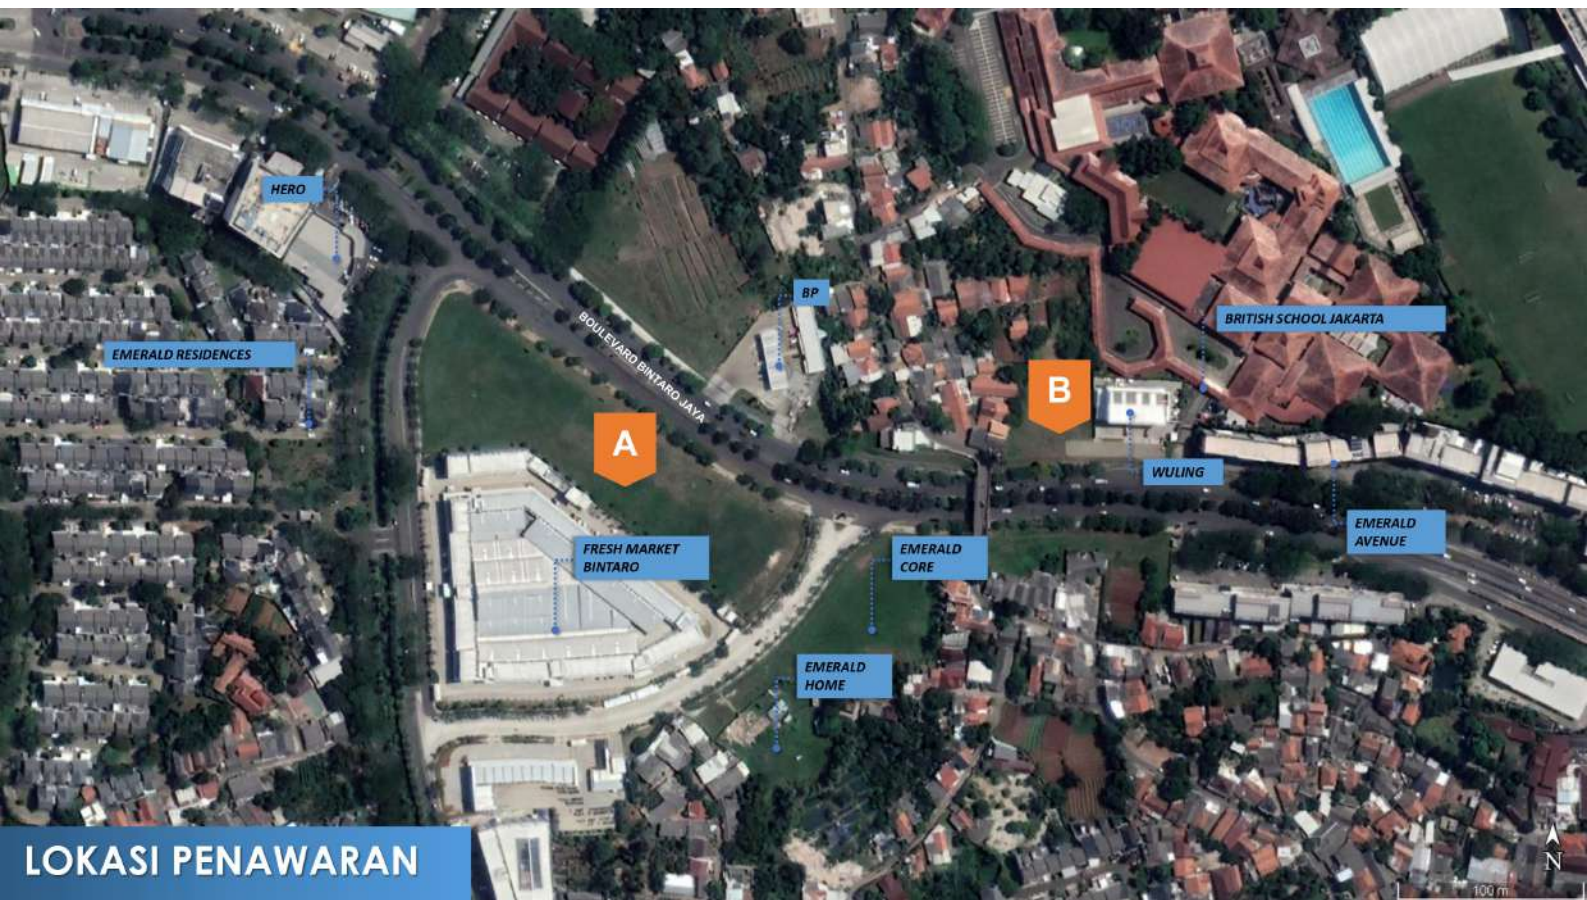 HERO
BP
BOULEVARD BINTARO JAYA
BRITISH SCHOOL JAKARTA
EMERALD RESIDENCES
B
A
WULING
EMERALD
AVENUE
FRESH MARKET
BINTARO
EMERALD
CORE
EMERALD
HOME
LOKASI PENAWARAN
N
100 m